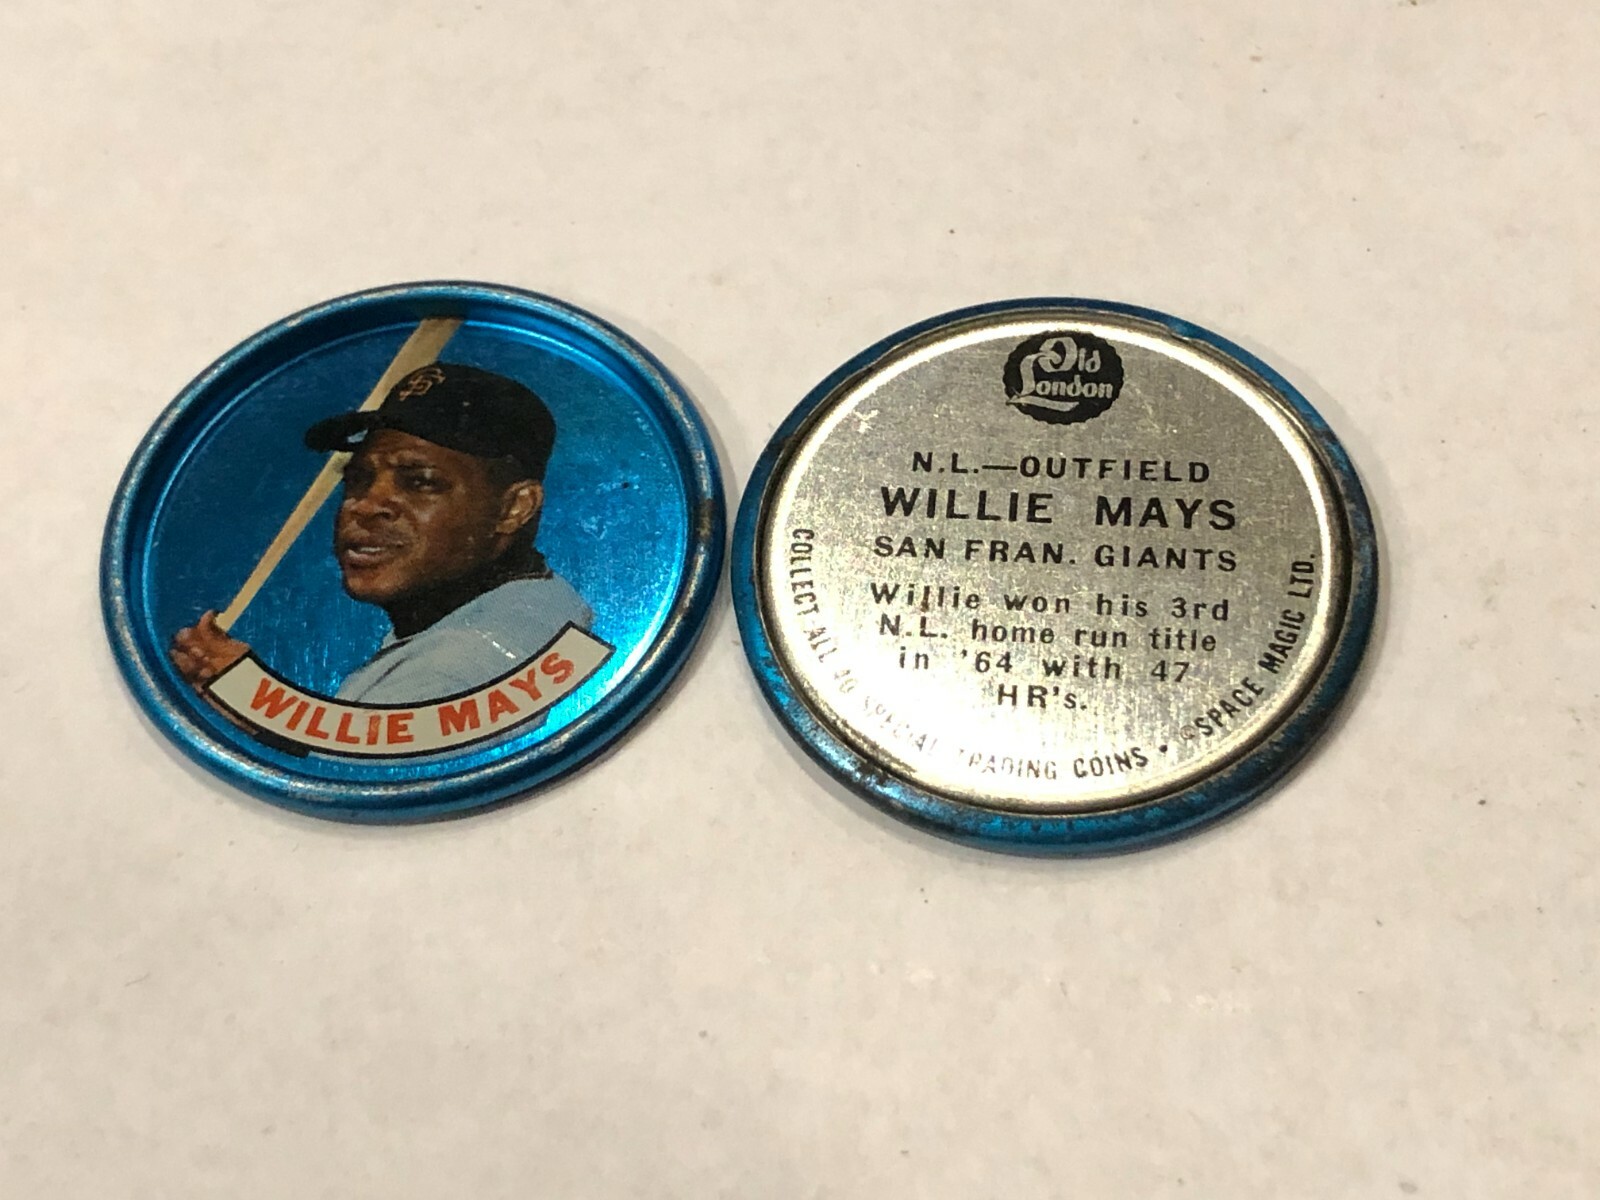 SF
WILLIE MAYS
Old
London
N.L.—OUTFIELD
WILLIE MAYS
SAN FRAN. GIANTS
Willie won his 3rd
N.L. home run title
in '64 with 47
HR's.
COLLECT ALL 40 SPECIAL TRADING COINS • ©SPACE MAGIC LTD.